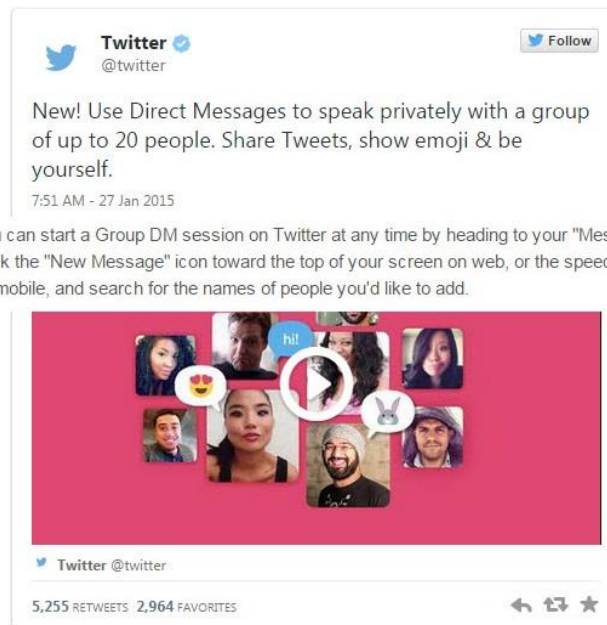 Twitter
Follow
@twitter
New! Use Direct Messages to speak privately with a group
of up to 20 people. Share Tweets, show emoji & be
yourself.
7:51 AM - 27 Jan 2015
can start a Group DM session on Twitter at any time by heading to your "Mes
k the "New Message" icon toward the top of your screen on web, or the speec
mobile, and search for the names of people you'd like to add.
hi!
Twitter @twitter
5,255 RETWEETS 2,964 FAVORITES